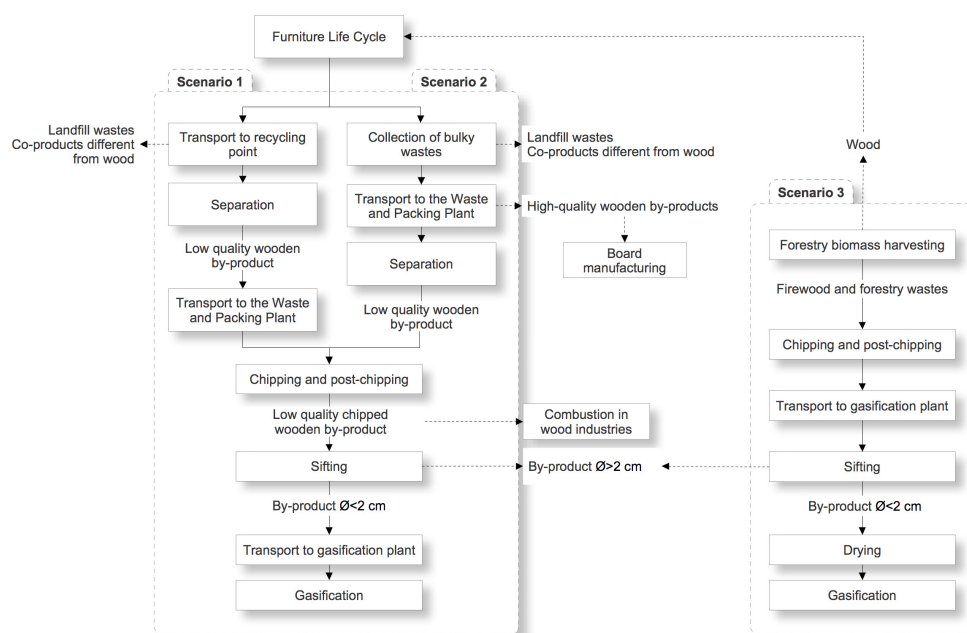 Furniture Life Cycle
Scenario 1
Scenario 2
Landfill wastes
Co-products different
from wood
Transport to recycling
point
Collection of bulky
wastes
Landfill wastes
Co-products different from wood
Wood
Separation
Transport to the Waste
and Packing Plant
High-quality wooden by-products
Scenario 3
Low quality wooden
by-product
Separation
Board
manufacturing
Forestry biomass harvesting
Firewood and forestry wastes
Transport to the Waste
and Packing Plant
Low quality wooden
by-product
Chipping and post-chipping
Chipping and post-chipping
Low quality chipped
wooden by-product
Combustion in
wood industries
Transport to gasification plant
Sifting
By-product Ø>2 cm
Sifting
By-product Ø<2 cm
By-product Ø<2 cm
Transport to gasification plant
Drying
Gasification
Gasification